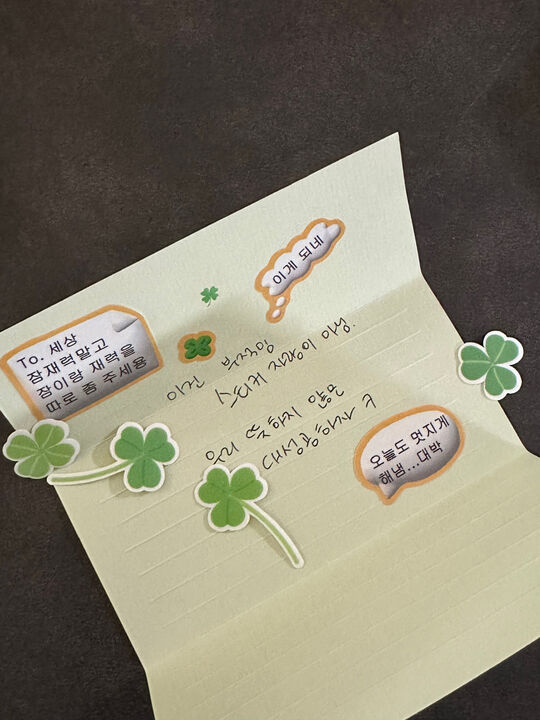 이게 되네
To. 세상
잠재력말고
잠이랑 재력을
따로 좀 주세용
이건 부적임
스티커 장병이 아님.
우리 뜻하지 않은
대성공하자 ㅋ
오늘도 멋지게
해냄...대박